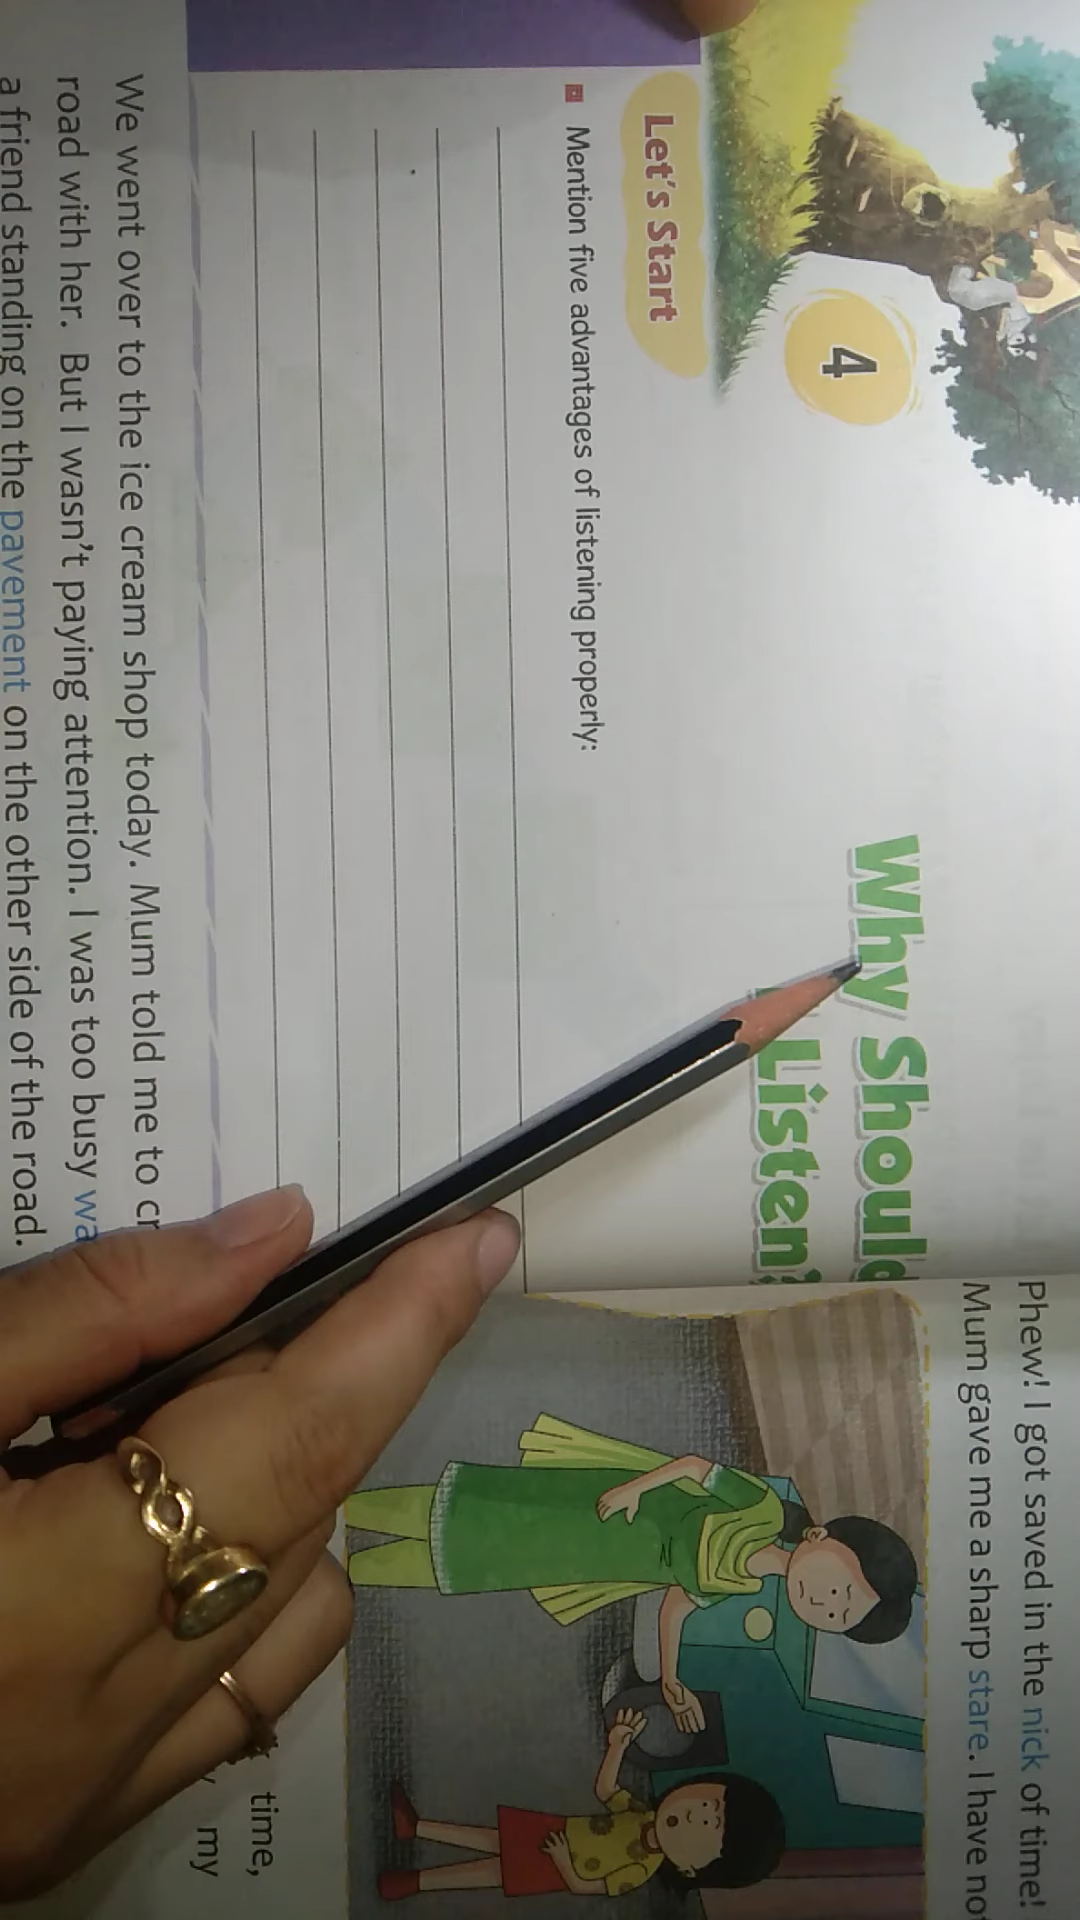 4
Why Should
I Listen?
Let's Start
Mention five advantages of listening properly:
We went over to the ice cream shop today. Mum told me to
road with her. But I wasn't paying attention. I was too busy
a friend standing on the pavement on the other side of the road.
Phew! I got saved in the nick of time!
Mum gave me a sharp stare. I have
time,
my